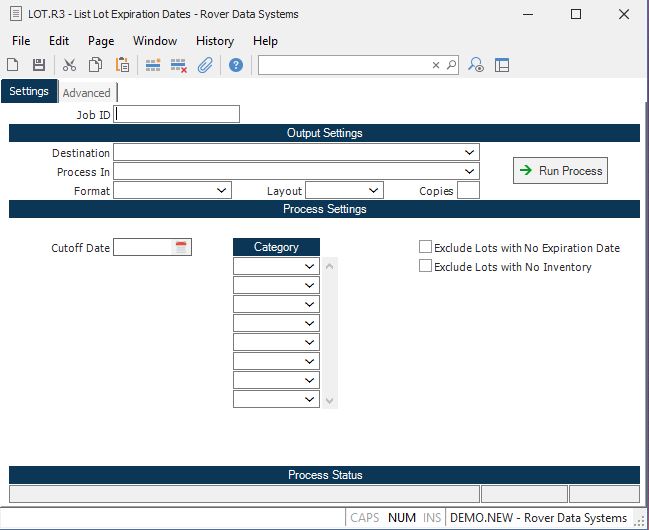 LOT.R3 - List Lot Expiration Dates - Rover Data Systems
File Edit Page Window History Help
Settings Advanced
Job ID
Output Settings
Destination
Process In
Run Process
Format Layout Copies
Process Settings
Cutoff Date Category Exclude Lots with No Expiration Date
Exclude Lots with No Inventory
Process Status
CAPS NUM INS DEMO.NEW - Rover Data Systems